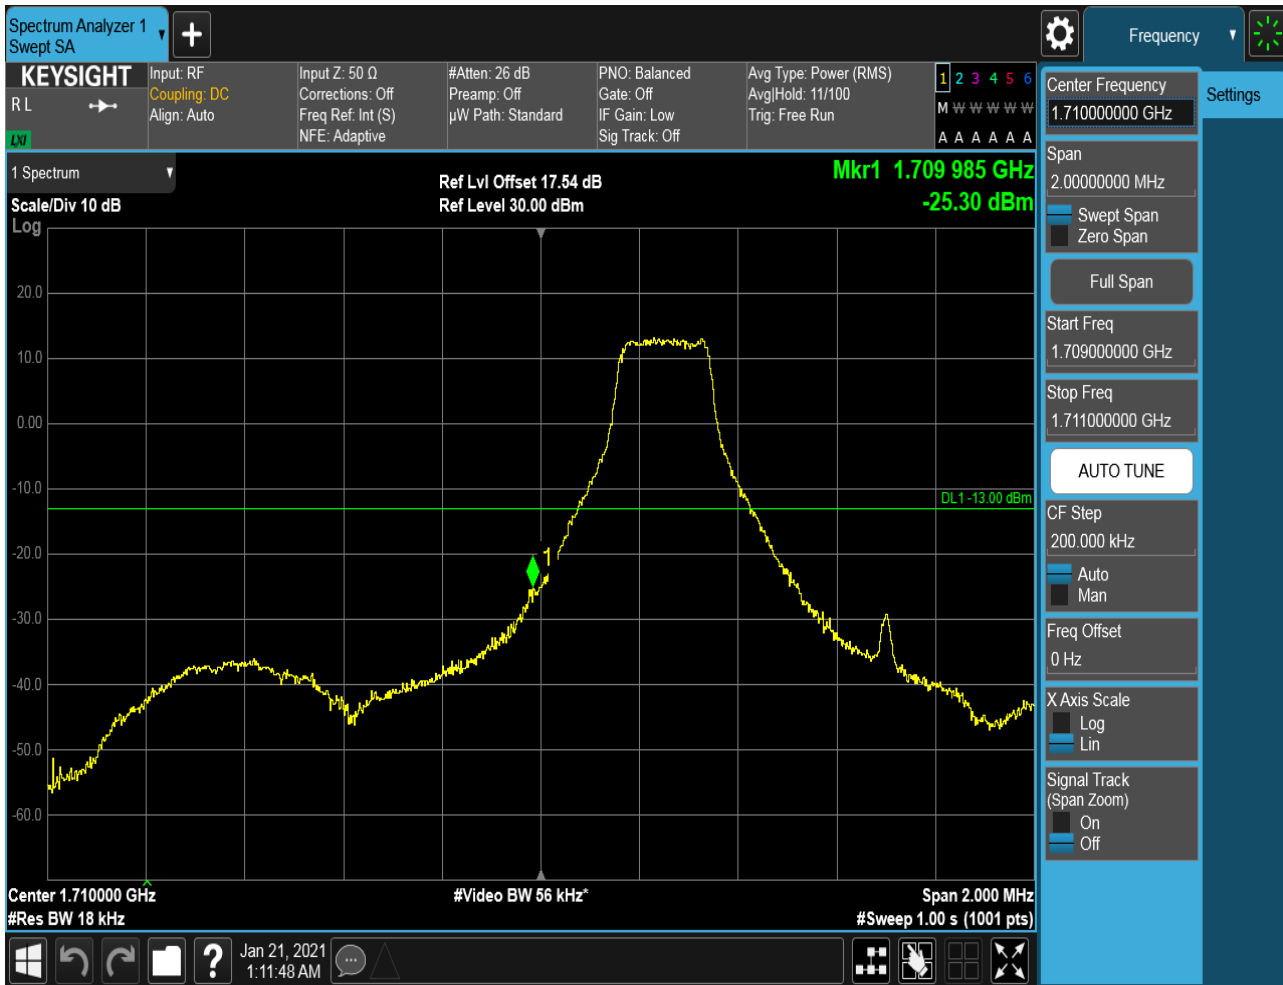 Spectrum Analyzer 1
Swept SA
Frequency
KEYSIGHT
R L
LXI
Input: RF
Coupling: DC
Align: Auto
Input Z: 50 Ω
Corrections: Off
Freq Ref: Int (S)
NFE: Adaptive
#Atten: 26 dB
Preamp: Off
µW Path: Standard
PNO: Balanced
Gate: Off
IF Gain: Low
Sig Track: Off
Avg Type: Power (RMS)
Avg|Hold: 11/100
Trig: Free Run
1 2 3 4 5 6
M W W W W W
A A A A A A
1 Spectrum
Scale/Div 10 dB
Log
Ref Lvl Offset 17.54 dB
Ref Level 30.00 dBm
Mkr1 1.709 985 GHz
-25.30 dBm
20.0
10.0
0.00
-10.0
-20.0
-30.0
-40.0
-50.0
-60.0
DL1 -13.00 dBm
1
Center 1.710000 GHz
#Res BW 18 kHz
#Video BW 56 kHz*
Span 2.000 MHz
#Sweep 1.00 s (1001 pts)
Center Frequency
1.710000000 GHz
Settings
Span
2.00000000 MHz
Swept Span
Zero Span
Full Span
Start Freq
1.709000000 GHz
Stop Freq
1.711000000 GHz
AUTO TUNE
CF Step
200.000 kHz
Auto
Man
Freq Offset
0 Hz
X Axis Scale
Log
Lin
Signal Track
(Span Zoom)
On
Off
?
Jan 21, 2021
1:11:48 AM